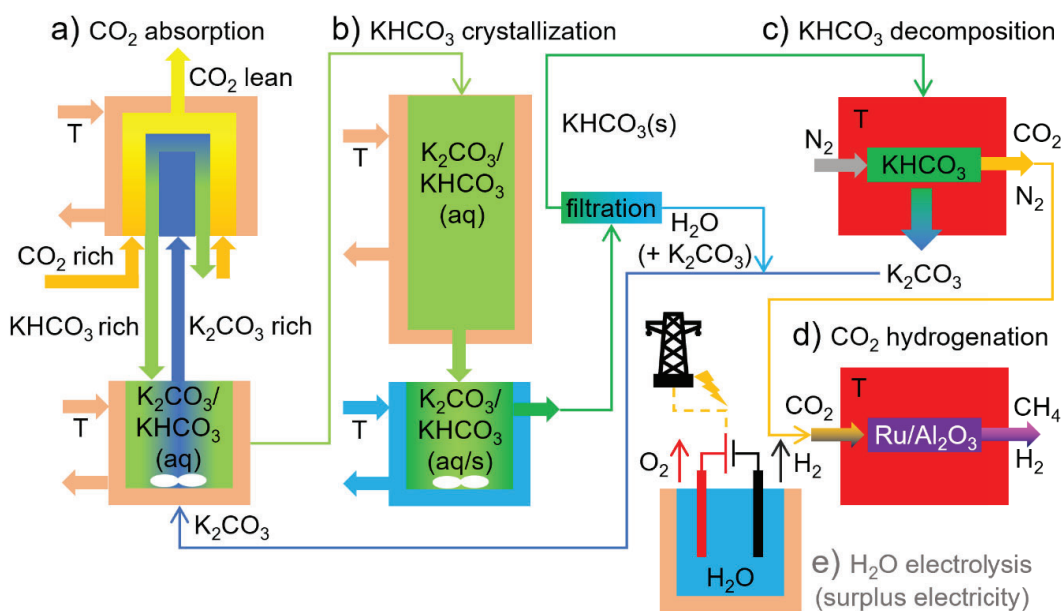 a) CO₂ absorption
CO₂ lean
T
CO₂ rich
KHCO₃ rich
K₂CO₃ rich
K₂CO₃/
KHCO₃
(aq)
T
K₂CO₃
b) KHCO₃ crystallization
T
K₂CO₃/
KHCO₃
(aq)
KHCO₃(s)
filtration
H₂O
(+ K₂CO₃)
T
K₂CO₃/
KHCO₃
(aq/s)
c) KHCO₃ decomposition
T
N₂
KHCO₃
CO₂
N₂
K₂CO₃
d) CO₂ hydrogenation
T
CO₂
Ru/Al₂O₃
CH₄
H₂
O₂
H₂
H₂O
e) H₂O electrolysis
(surplus electricity)